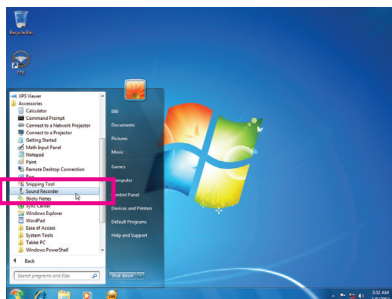 Recycle Bin
XPS Viewer
Accessories
Calculator
Command Prompt
Connect to a Network Projector
Connect to a Projector
Getting Started
Math Input Panel
Notepad
Paint
Remote Desktop Connection
Run
Snipping Tool
Sound Recorder
Sticky Notes
Sync Center
Windows Explorer
WordPad
Ease of Access
System Tools
Tablet PC
Windows PowerShell
Back
Search programs and files
Documents
Pictures
Music
Games
Computer
Control Panel
Devices and Printers
Default Programs
Help and Support
Shut down